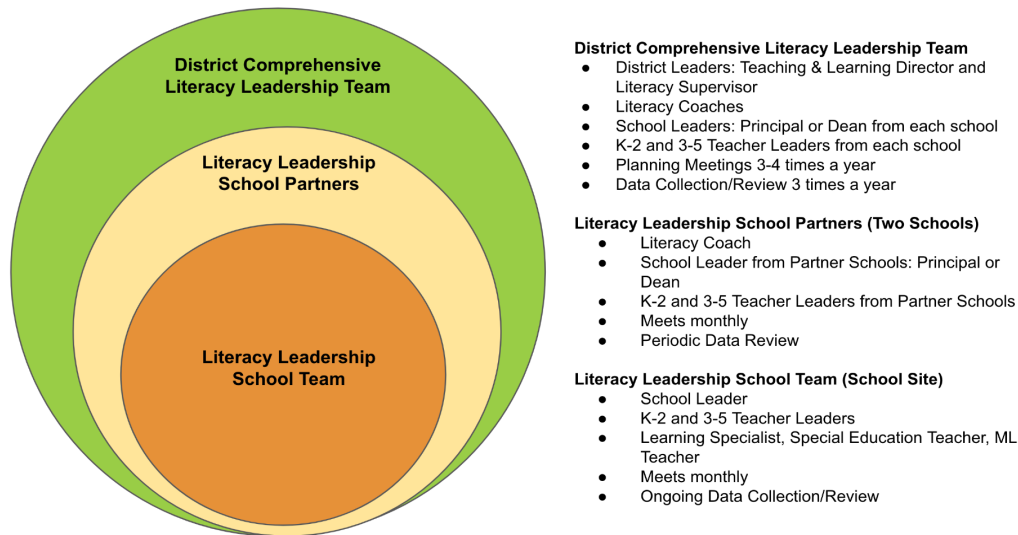 District Comprehensive
Literacy Leadership Team
Literacy Leadership
School Partners
Literacy Leadership
School Team
District Comprehensive Literacy Leadership Team
● District Leaders: Teaching & Learning Director and
Literacy Supervisor
● Literacy Coaches
● School Leaders: Principal or Dean from each school
● K-2 and 3-5 Teacher Leaders from each school
● Planning Meetings 3-4 times a year
● Data Collection/Review 3 times a year
Literacy Leadership School Partners (Two Schools)
● Literacy Coach
● School Leader from Partner Schools: Principal or
Dean
● K-2 and 3-5 Teacher Leaders from Partner Schools
● Meets monthly
● Periodic Data Review
Literacy Leadership School Team (School Site)
● School Leader
● K-2 and 3-5 Teacher Leaders
● Learning Specialist, Special Education Teacher, ML
Teacher
● Meets monthly
● Ongoing Data Collection/Review